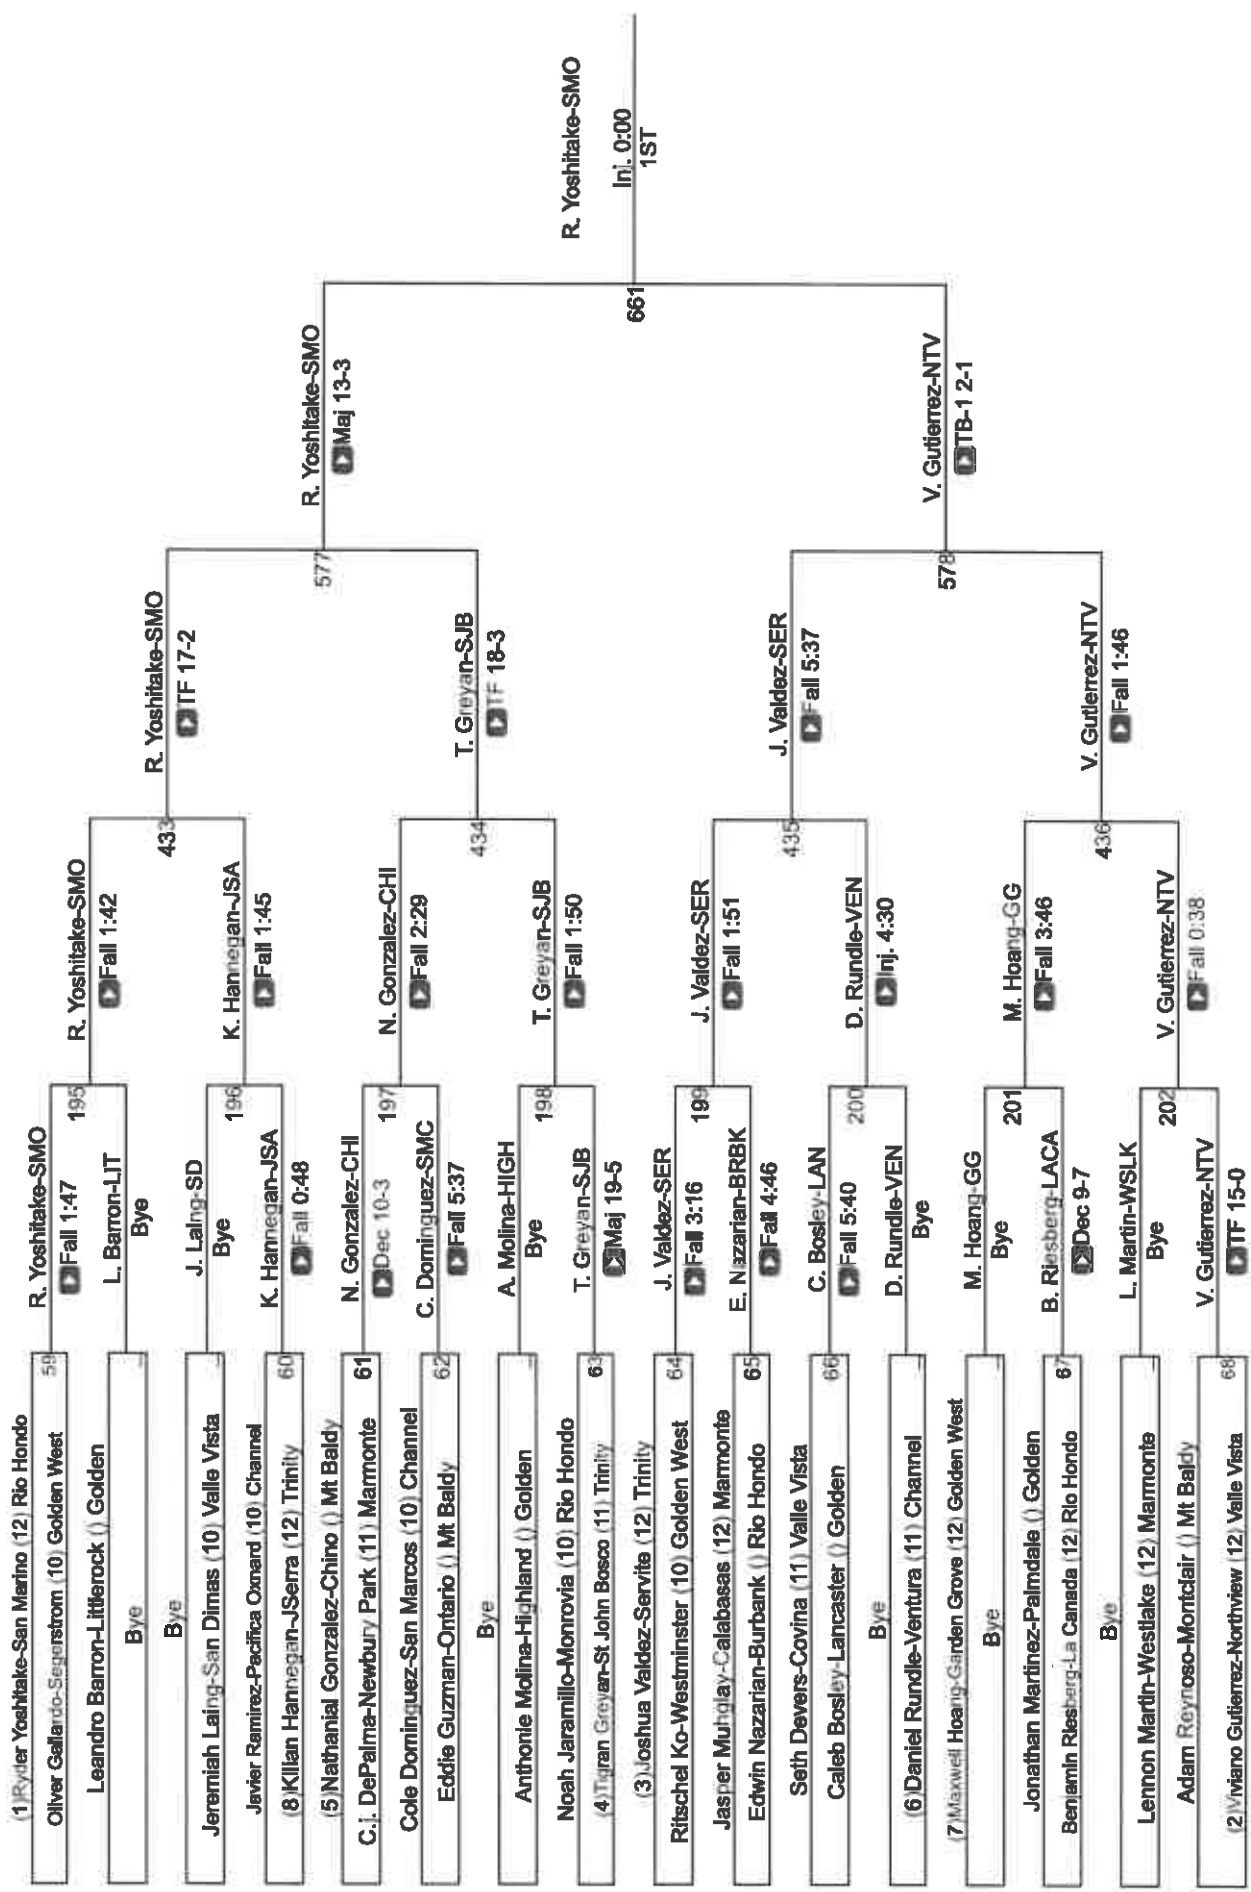 (1)Ryder Yoshitake-San Marino (12) Rio Hondo
Oliver Gallardo-Segerstrom (10) Golden West
59
Leandro Barron-Littlerock () Golden
Bye
Bye
Jeremiah Laing-San Dimas (10) Valle Vista
Javier Ramirez-Pacifica Oxnard (10) Channel
(8)Kilian Hannegan-JSerra (12) Trinity
60
(5)Nathanial Gonzalez-Chino () Mt Baldy
C.j. DePalma-Newbury Park (11) Marmonte
61
Cole Dominguez-San Marcos (10) Channel
Eddie Guzman-Ontario () Mt Baldy
62
Bye
Anthonie Molina-Highland () Golden
Noah Jaramillo-Monrovia (10) Rio Hondo
(4)Tigran Greyan-St John Bosco (11) Trinity
63
(3)Joshua Valdez-Servite (12) Trinity
Ritschel Ko-Westminster (10) Golden West
64
Jasper Muhglay-Calabasas (12) Marmonte
Edwin Nazarian-Burbank () Rio Hondo
65
Seth Devers-Covina (11) Valle Vista
Caleb Bosley-Lancaster () Golden
66
Bye
(6)Daniel Rundle-Ventura (11) Channel
(7)Maxwell Hoang-Garden Grove (12) Golden West
Bye
Jonathan Martinez-Palmdale () Golden
Benjamin Riesberg-La Canada (12) Rio Hondo
67
Bye
Lennon Martin-Westlake (12) Marmonte
Adam Reynoso-Montclair () Mt Baldy
(2)Viviano Gutierrez-Northview (12) Valle Vista
68
R. Yoshitake-SMO
Fall 1:47
195
L. Barron-LIT
Bye
J. Laing-SD
Bye
196
K. Hannegan-JSA
Fall 0:48
N. Gonzalez-CHI
Dec 10-3
197
C. Dominguez-SMC
Fall 5:37
A. Molina-HIGH
Bye
198
T. Greyan-SJB
Maj 19-5
J. Valdez-SER
Fall 3:16
199
E. Nazarian-BRBK
Fall 4:46
C. Bosley-LAN
Fall 5:40
200
D. Rundle-VEN
Bye
M. Hoang-GG
Bye
201
B. Riesberg-LACA
Dec 9-7
L. Martin-WSLK
Bye
202
V. Gutierrez-NTV
TF 15-0
R. Yoshitake-SMO
Fall 1:42
433
K. Hannegan-JSA
Fall 1:45
N. Gonzalez-CHI
Fall 2:29
434
T. Greyan-SJB
Fall 1:50
J. Valdez-SER
Fall 1:51
435
D. Rundle-VEN
Inj. 4:30
M. Hoang-GG
Fall 3:46
436
V. Gutierrez-NTV
Fall 0:38
R. Yoshitake-SMO
TF 17-2
577
T. Greyan-SJB
TF 18-3
J. Valdez-SER
Fall 5:37
578
V. Gutierrez-NTV
Fall 1:46
R. Yoshitake-SMO
Maj 13-3
661
V. Gutierrez-NTV
TB-1 2-1
R. Yoshitake-SMO
Inj. 0:00
1ST